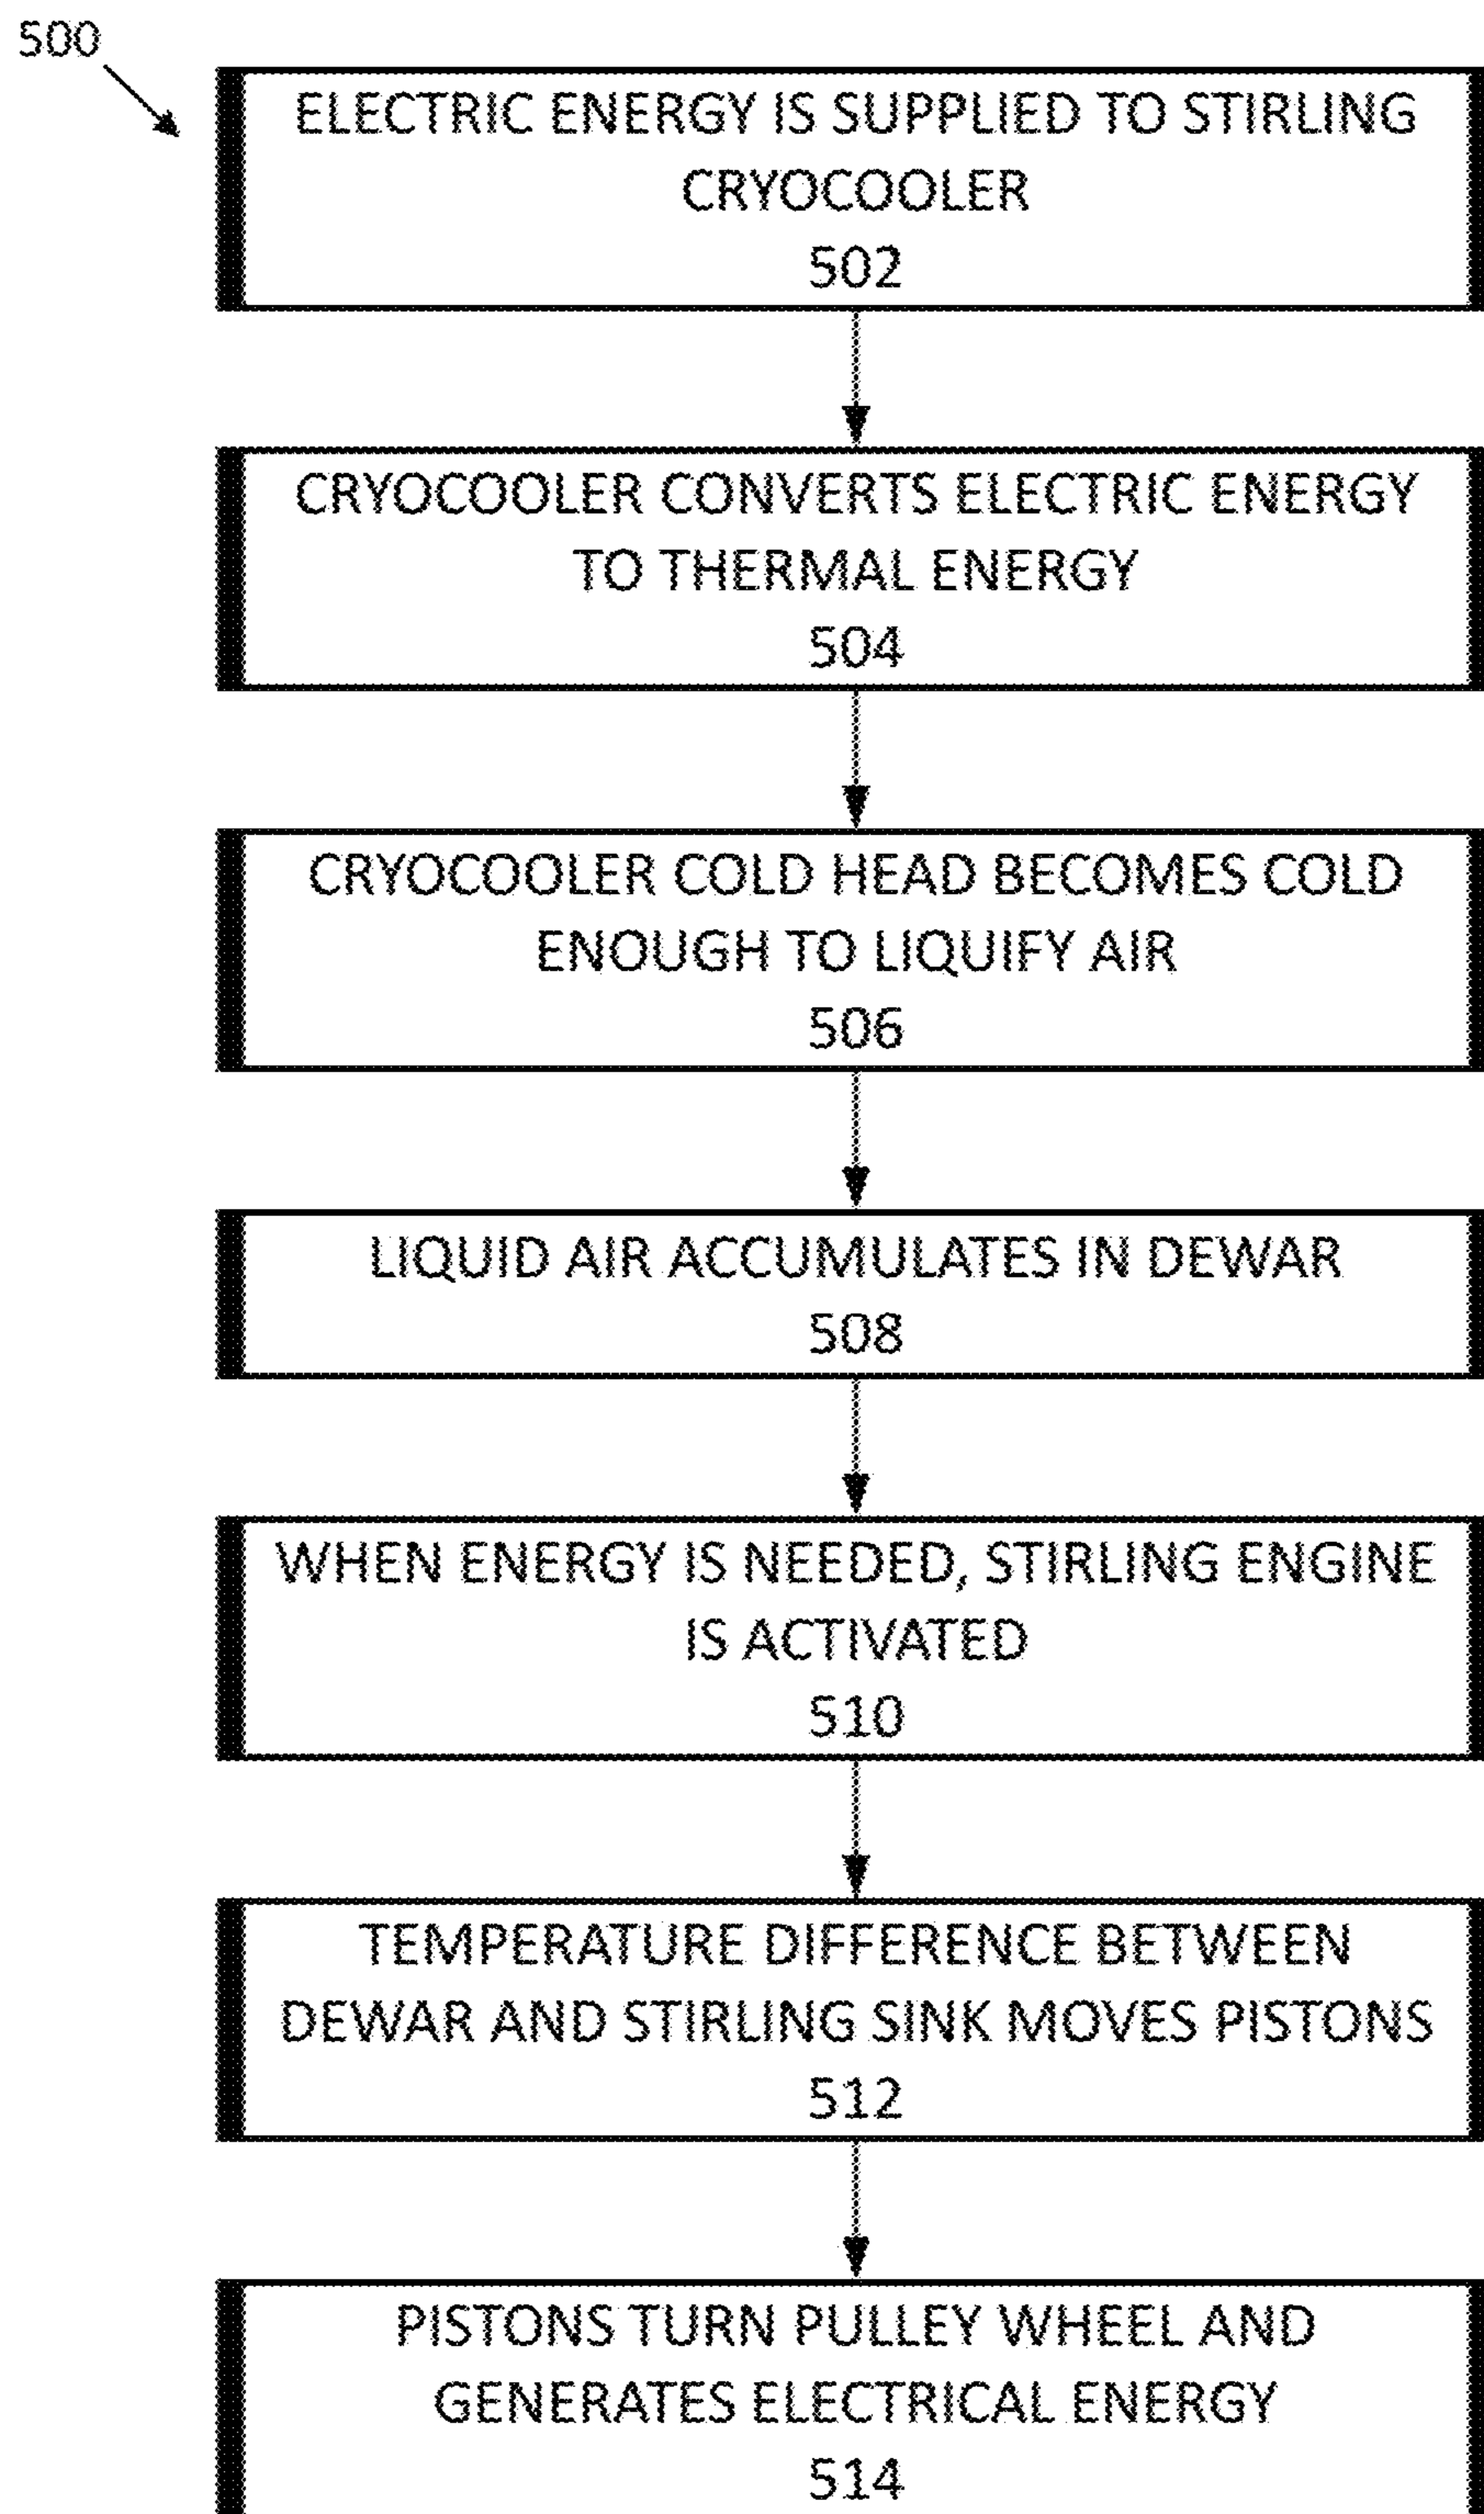 500
ELECTRIC ENERGY IS SUPPLIED TO STIRLING
CRYOCOOLER
502
CRYOCOOLER CONVERTS ELECTRIC ENERGY
TO THERMAL ENERGY
504
CRYOCOOLER COLD HEAD BECOMES COLD
ENOUGH TO LIQUIFY AIR
506
LIQUID AIR ACCUMULATES IN DEWAR
508
WHEN ENERGY IS NEEDED, STIRLING ENGINE
IS ACTIVATED
510
TEMPERATURE DIFFERENCE BETWEEN
DEWAR AND STIRLING SINK MOVES PISTONS
512
PISTONS TURN PULLEY WHEEL AND
GENERATES ELECTRICAL ENERGY
514